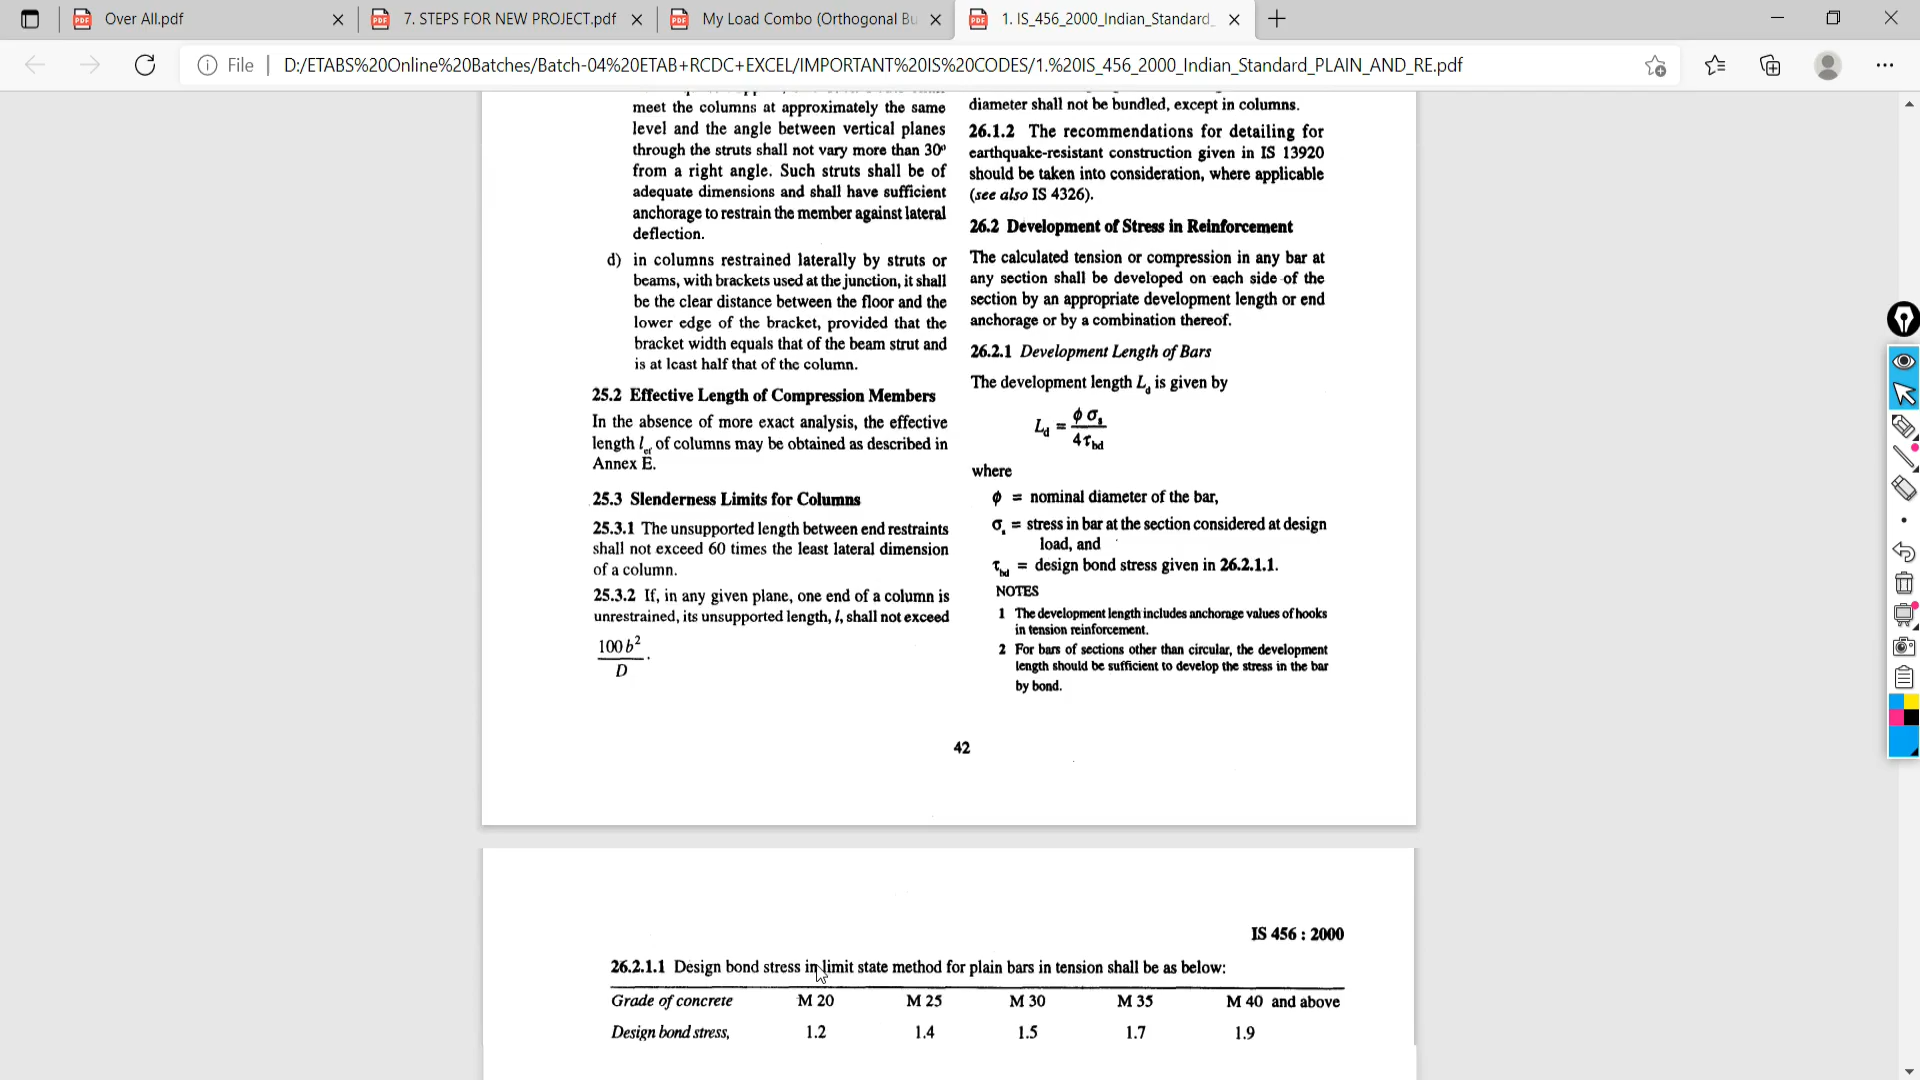 Over All.pdf
7. STEPS FOR NEW PROJECT.pdf
My Load Combo (Orthogonal Bu
1. IS_456_2000_Indian_Standard_
File
D:/ETABS%20Online%20Batches/Batch-04%20ETAB+RCDC+EXCEL/IMPORTANT%20IS%20CODES/1.%20IS_456_2000_Indian_Standard_PLAIN_AND_RE.pdf
meet the columns at approximately the same
level and the angle between vertical planes
through the struts shall not vary more than 30°
from a right angle. Such struts shall be of
adequate dimensions and shall have sufficient
anchorage to restrain the member against lateral
deflection.
d) in columns restrained laterally by struts or
beams, with brackets used at the junction, it shall
be the clear distance between the floor and the
lower edge of the bracket, provided that the
bracket width equals that of the beam strut and
is at least half that of the column.
25.2 Effective Length of Compression Members
In the absence of more exact analysis, the effective
length l_ef of columns may be obtained as described in
Annex E.
25.3 Slenderness Limits for Columns
25.3.1 The unsupported length between end restraints
shall not exceed 60 times the least lateral dimension
of a column.
25.3.2 If, in any given plane, one end of a column is
unrestrained, its unsupported length, l, shall not exceed
100 b²
D
.
diameter shall not be bundled, except in columns.
26.1.2 The recommendations for detailing for
earthquake-resistant construction given in IS 13920
should be taken into consideration, where applicable
(see also IS 4326).
26.2 Development of Stress in Reinforcement
The calculated tension or compression in any bar at
any section shall be developed on each side of the
section by an appropriate development length or end
anchorage or by a combination thereof.
26.2.1 Development Length of Bars
The development length L_d is given by
L_d = ϕ σ_s / 4 τ_bd
where
ϕ = nominal diameter of the bar,
σ_s = stress in bar at the section considered at design
load, and
τ_bd = design bond stress given in 26.2.1.1.
NOTES
1 The development length includes anchorage values of hooks
in tension reinforcement.
2 For bars of sections other than circular, the development
length should be sufficient to develop the stress in the bar
by bond.
42
IS 456 : 2000
26.2.1.1 Design bond stress in limit state method for plain bars in tension shall be as below:
Grade of concrete M 20 M 25 M 30 M 35 M 40 and above
Design bond stress, 1.2 1.4 1.5 1.7 1.9